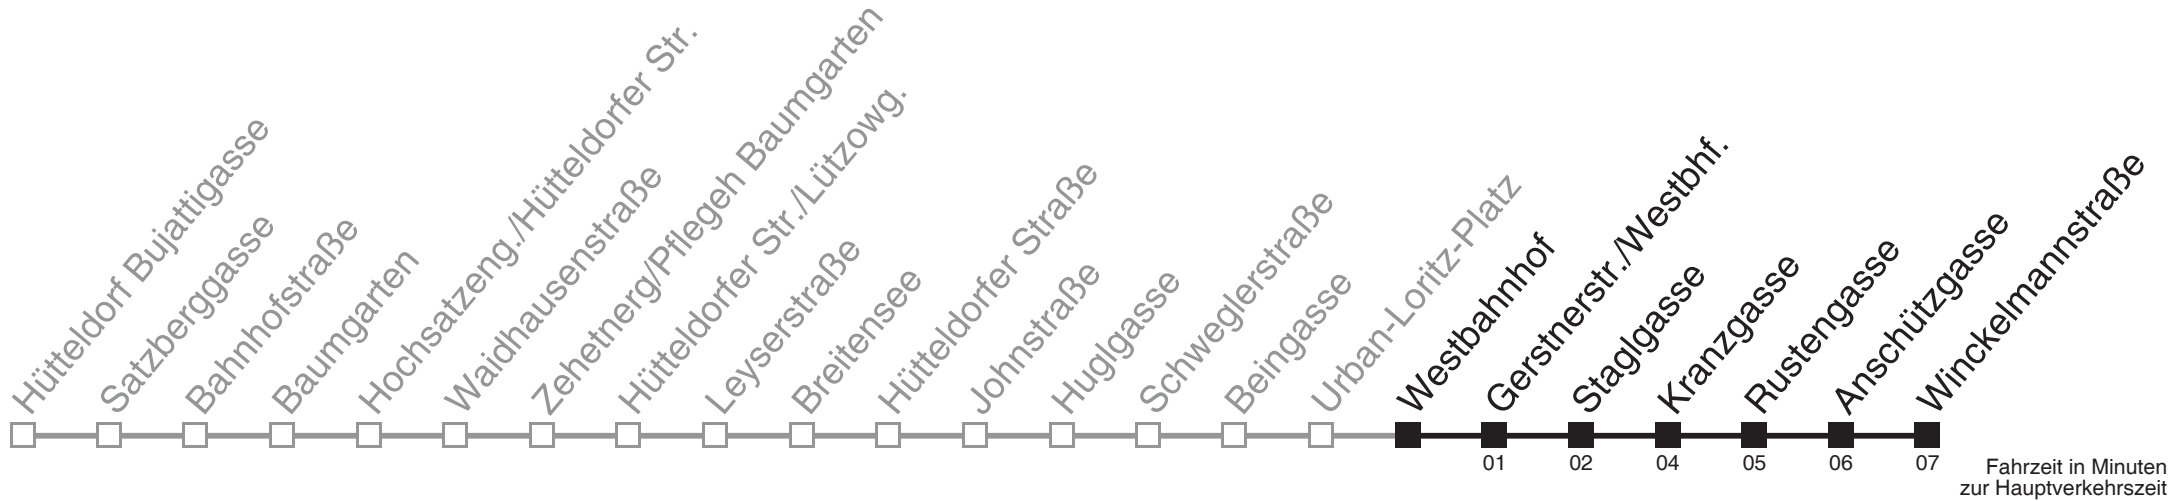 Hütteldorf Bujattigasse
Satzberggasse
Bahnhofstraße
Baumgarten
Hochsatzeng./Hütteldorfer Str.
Waidhausenstraße
Zehetnerg/Pflegeh Baumgarten
Hütteldorfer Str./Lützowg.
Leyserstraße
Breitensee
Hütteldorfer Straße
Johnstraße
Huglgasse
Schweglerstraße
Beingasse
Urban-Loritz-Platz
Westbahnhof
Gerstnerstr./Westbhf.
Staglgasse
Kranzgasse
Rustengasse
Anschützgasse
Winckelmannstraße
01 02 04 05 06 07
Fahrzeit in Minuten
zur Hauptverkehrszeit